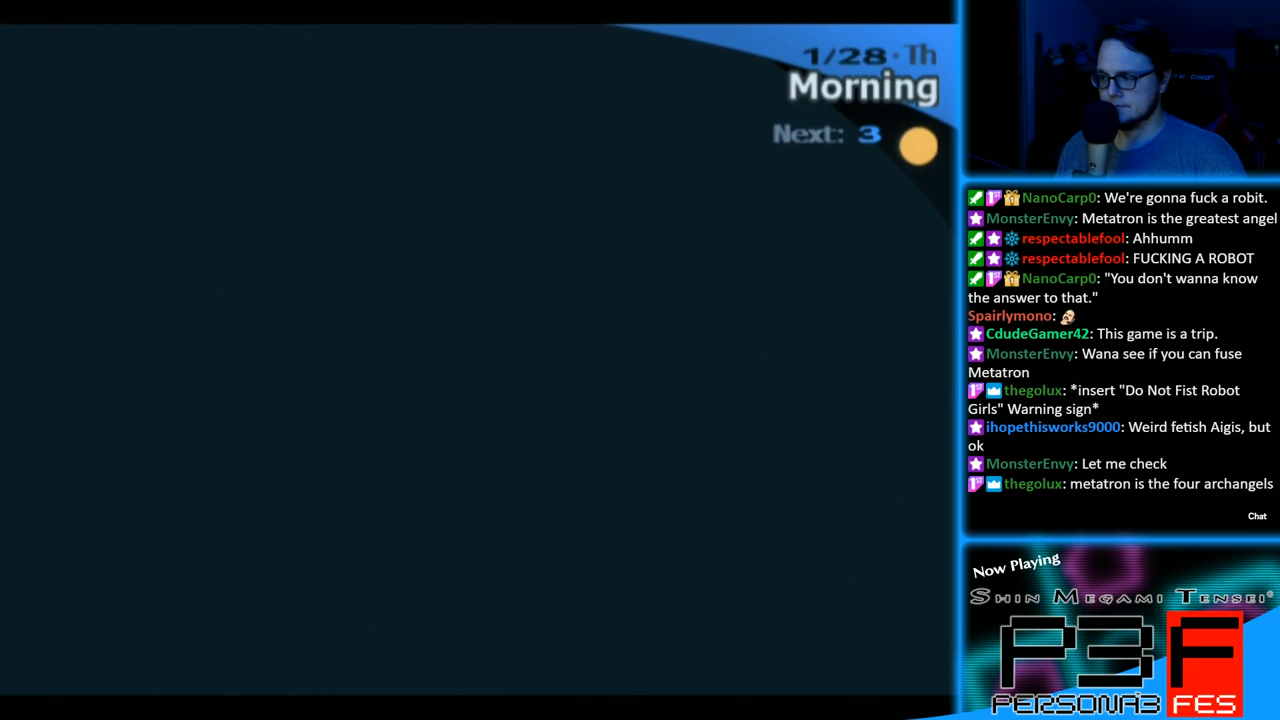 1/28 · Th
Morning
Next: 3
NanoCarp0: We're gonna fuck a robit.
MonsterEnvy: Metatron is the greatest angel
respectablefool: Ahhumm
respectablefool: FUCKING A ROBOT
NanoCarp0: "You don't wanna know
the answer to that."
Spairlymono:
CdudeGamer42: This game is a trip.
MonsterEnvy: Wana see if you can fuse
Metatron
thegolux: *insert "Do Not Fist Robot
Girls" Warning sign*
ihopethisworks9000: Weird fetish Aigis, but
ok
MonsterEnvy: Let me check
thegolux: metatron is the four archangels
Chat
Now Playing
SHIN MEGAMI TENSEI
P3F
PERSONA3 FES